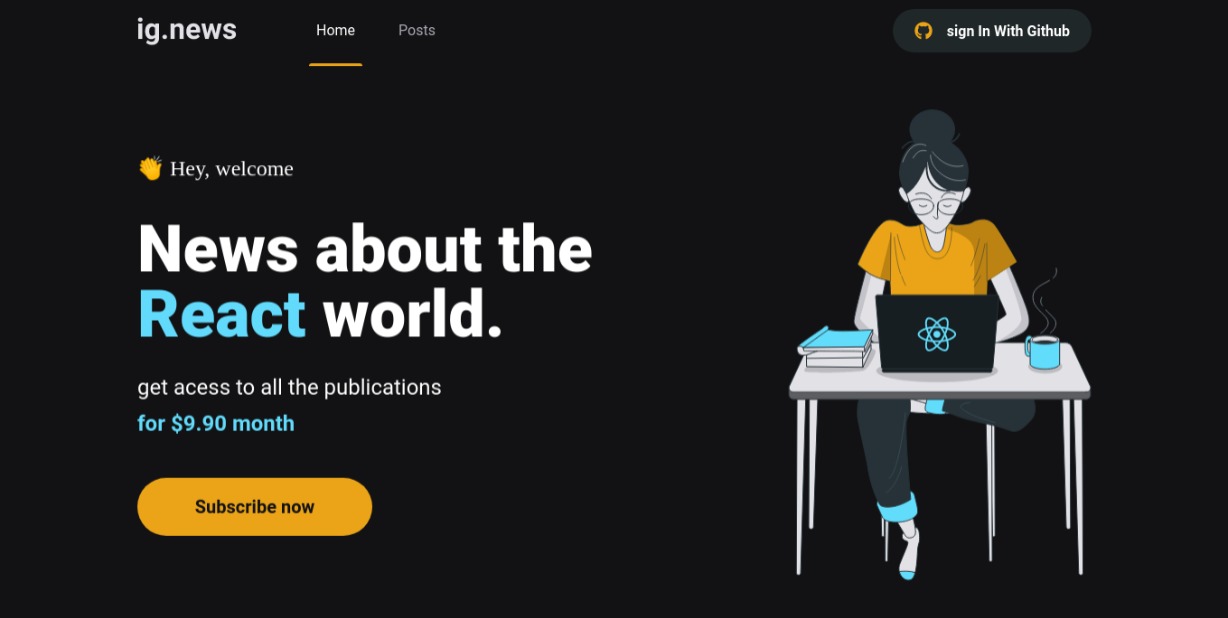 ig.news
Home
Posts
sign In With Github
👏 Hey, welcome
News about the
React world.
get acess to all the publications
for $9.90 month
Subscribe now